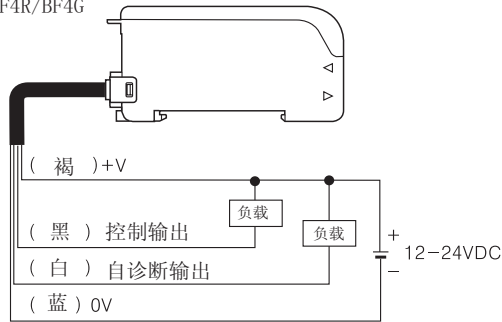 F4R/BF4G
( 褐 )+V
负载
( 黑 ) 控制输出
负载
+
12-24VDC
( 白 ) 自诊断输出
-
( 蓝 ) 0V